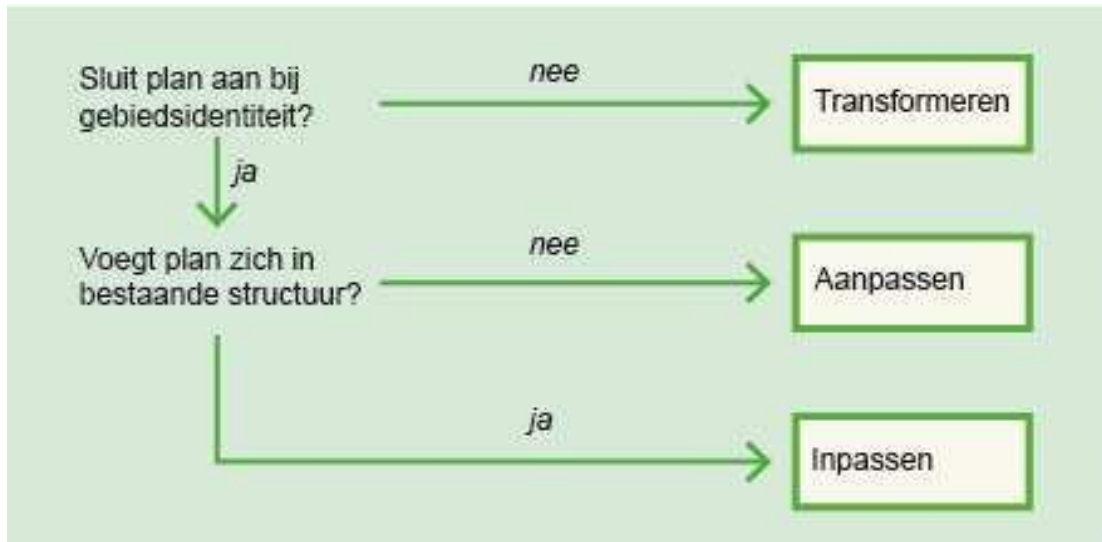 Sluit plan aan bij
gebiedsidentiteit?
nee
Transformeren
ja
Voegt plan zich in
bestaande structuur?
nee
Aanpassen
ja
Inpassen